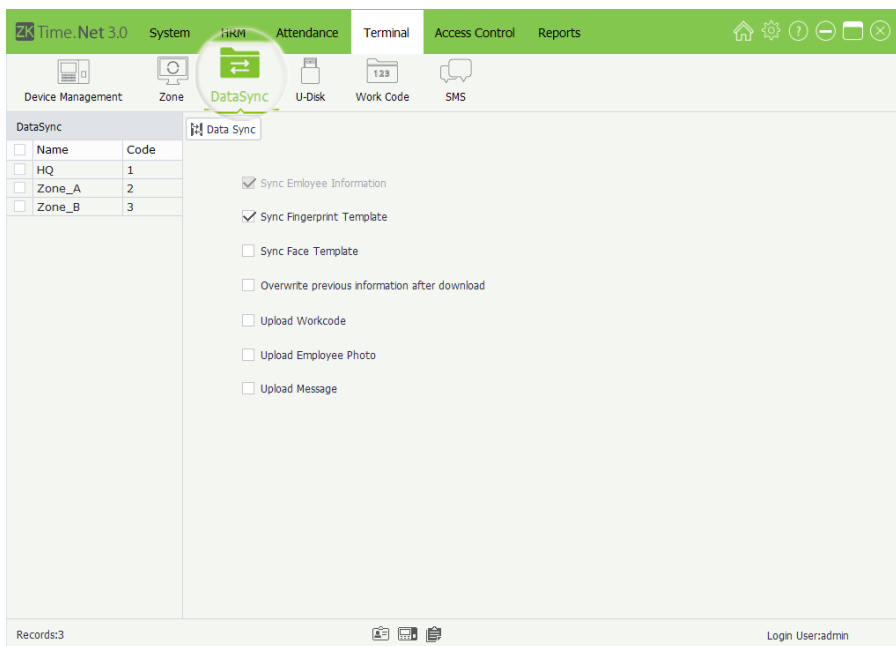 ZK Time.Net 3.0 System HRM Attendance Terminal Access Control Reports
Device Management Zone DataSync U-Disk 123 Work Code SMS
DataSync
Data Sync
Name Code
HQ 1
Zone_A 2
Zone_B 3
Sync Emloyee Information
Sync Fingerprint Template
Sync Face Template
Overwrite previous information after download
Upload Workcode
Upload Employee Photo
Upload Message
Records:3 Login User:admin